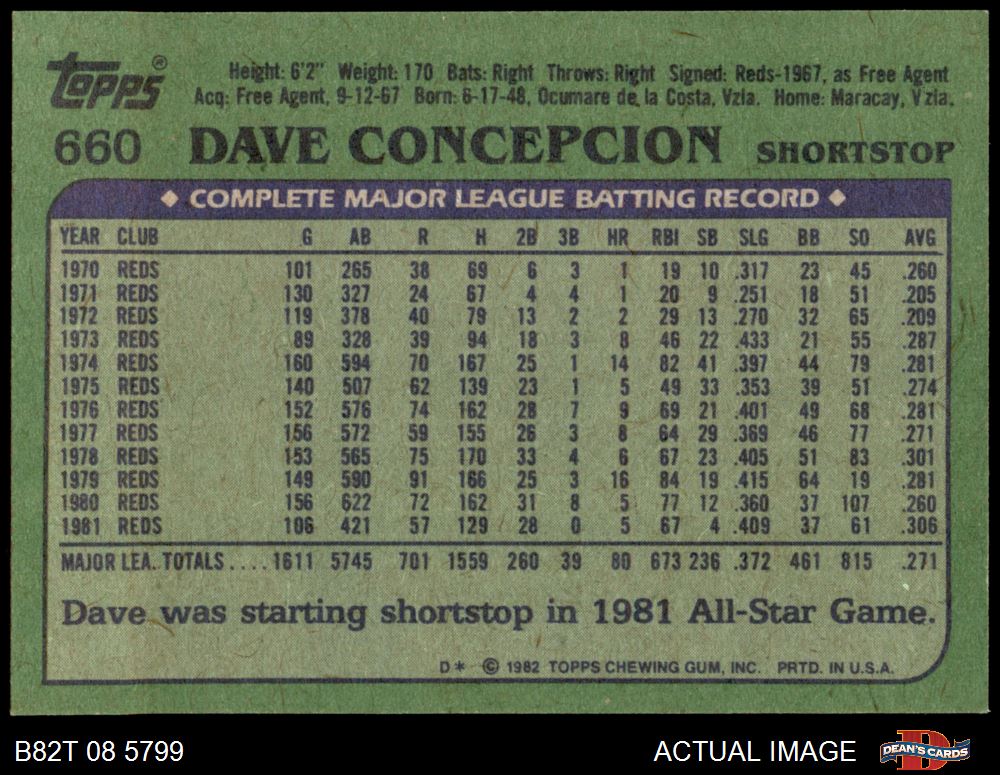 Topps®
Height: 6'2" Weight: 170 Bats: Right Throws: Right Signed: Reds-1967, as Free Agent
Acq: Free Agent, 9-12-67 Born: 6-17-48, Ocumare de la Costa, Vzla. Home: Maracay, Vzla.
660 DAVE CONCEPCION SHORTSTOP
◆ COMPLETE MAJOR LEAGUE BATTING RECORD ◆
YEAR CLUB G AB R H 2B 3B HR RBI SB SLG BB SO AVG
1970 REDS 101 265 38 69 6 3 1 19 10 .317 23 45 .260
1971 REDS 130 327 24 67 4 4 1 20 9 .251 18 51 .205
1972 REDS 119 378 40 79 13 2 2 29 13 .270 32 65 .209
1973 REDS 89 328 39 94 18 3 8 46 22 .433 21 55 .287
1974 REDS 160 594 70 167 25 1 14 82 41 .397 44 79 .281
1975 REDS 140 507 62 139 23 1 5 49 33 .353 39 51 .274
1976 REDS 152 576 74 162 28 7 9 69 21 .401 49 68 .281
1977 REDS 156 572 59 155 26 3 8 64 29 .369 46 77 .271
1978 REDS 153 565 75 170 33 4 6 67 23 .405 51 83 .301
1979 REDS 149 590 91 166 25 3 16 84 19 .415 64 19 .281
1980 REDS 156 622 72 162 31 8 5 77 12 .360 37 107 .260
1981 REDS 106 421 57 129 28 0 5 67 4 .409 37 61 .306
MAJOR LEA. TOTALS .... 1611 5745 701 1559 260 39 80 673 236 .372 461 815 .271
Dave was starting shortstop in 1981 All-Star Game.
D* © 1982 TOPPS CHEWING GUM, INC. PRTD. IN U.S.A.
B82T 08 5799 ACTUAL IMAGE DEAN'S CARDS